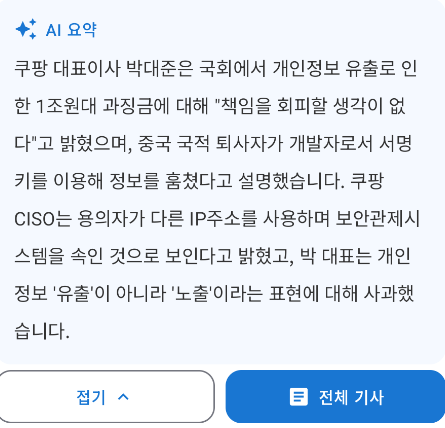 AI 요약
쿠팡 대표이사 박대준은 국회에서 개인정보 유출로 인
한 1조원대 과징금에 대해 "책임을 회피할 생각이 없
다"고 밝혔으며, 중국 국적 퇴사자가 개발자로서 서명
키를 이용해 정보를 훔쳤다고 설명했습니다. 쿠팡
CISO는 용의자가 다른 IP주소를 사용하며 보안관제시
스템을 속인 것으로 보인다고 밝혔고, 박 대표는 개인
정보 '유출'이 아니라 '노출'이라는 표현에 대해 사과했
습니다.
접기
전체 기사